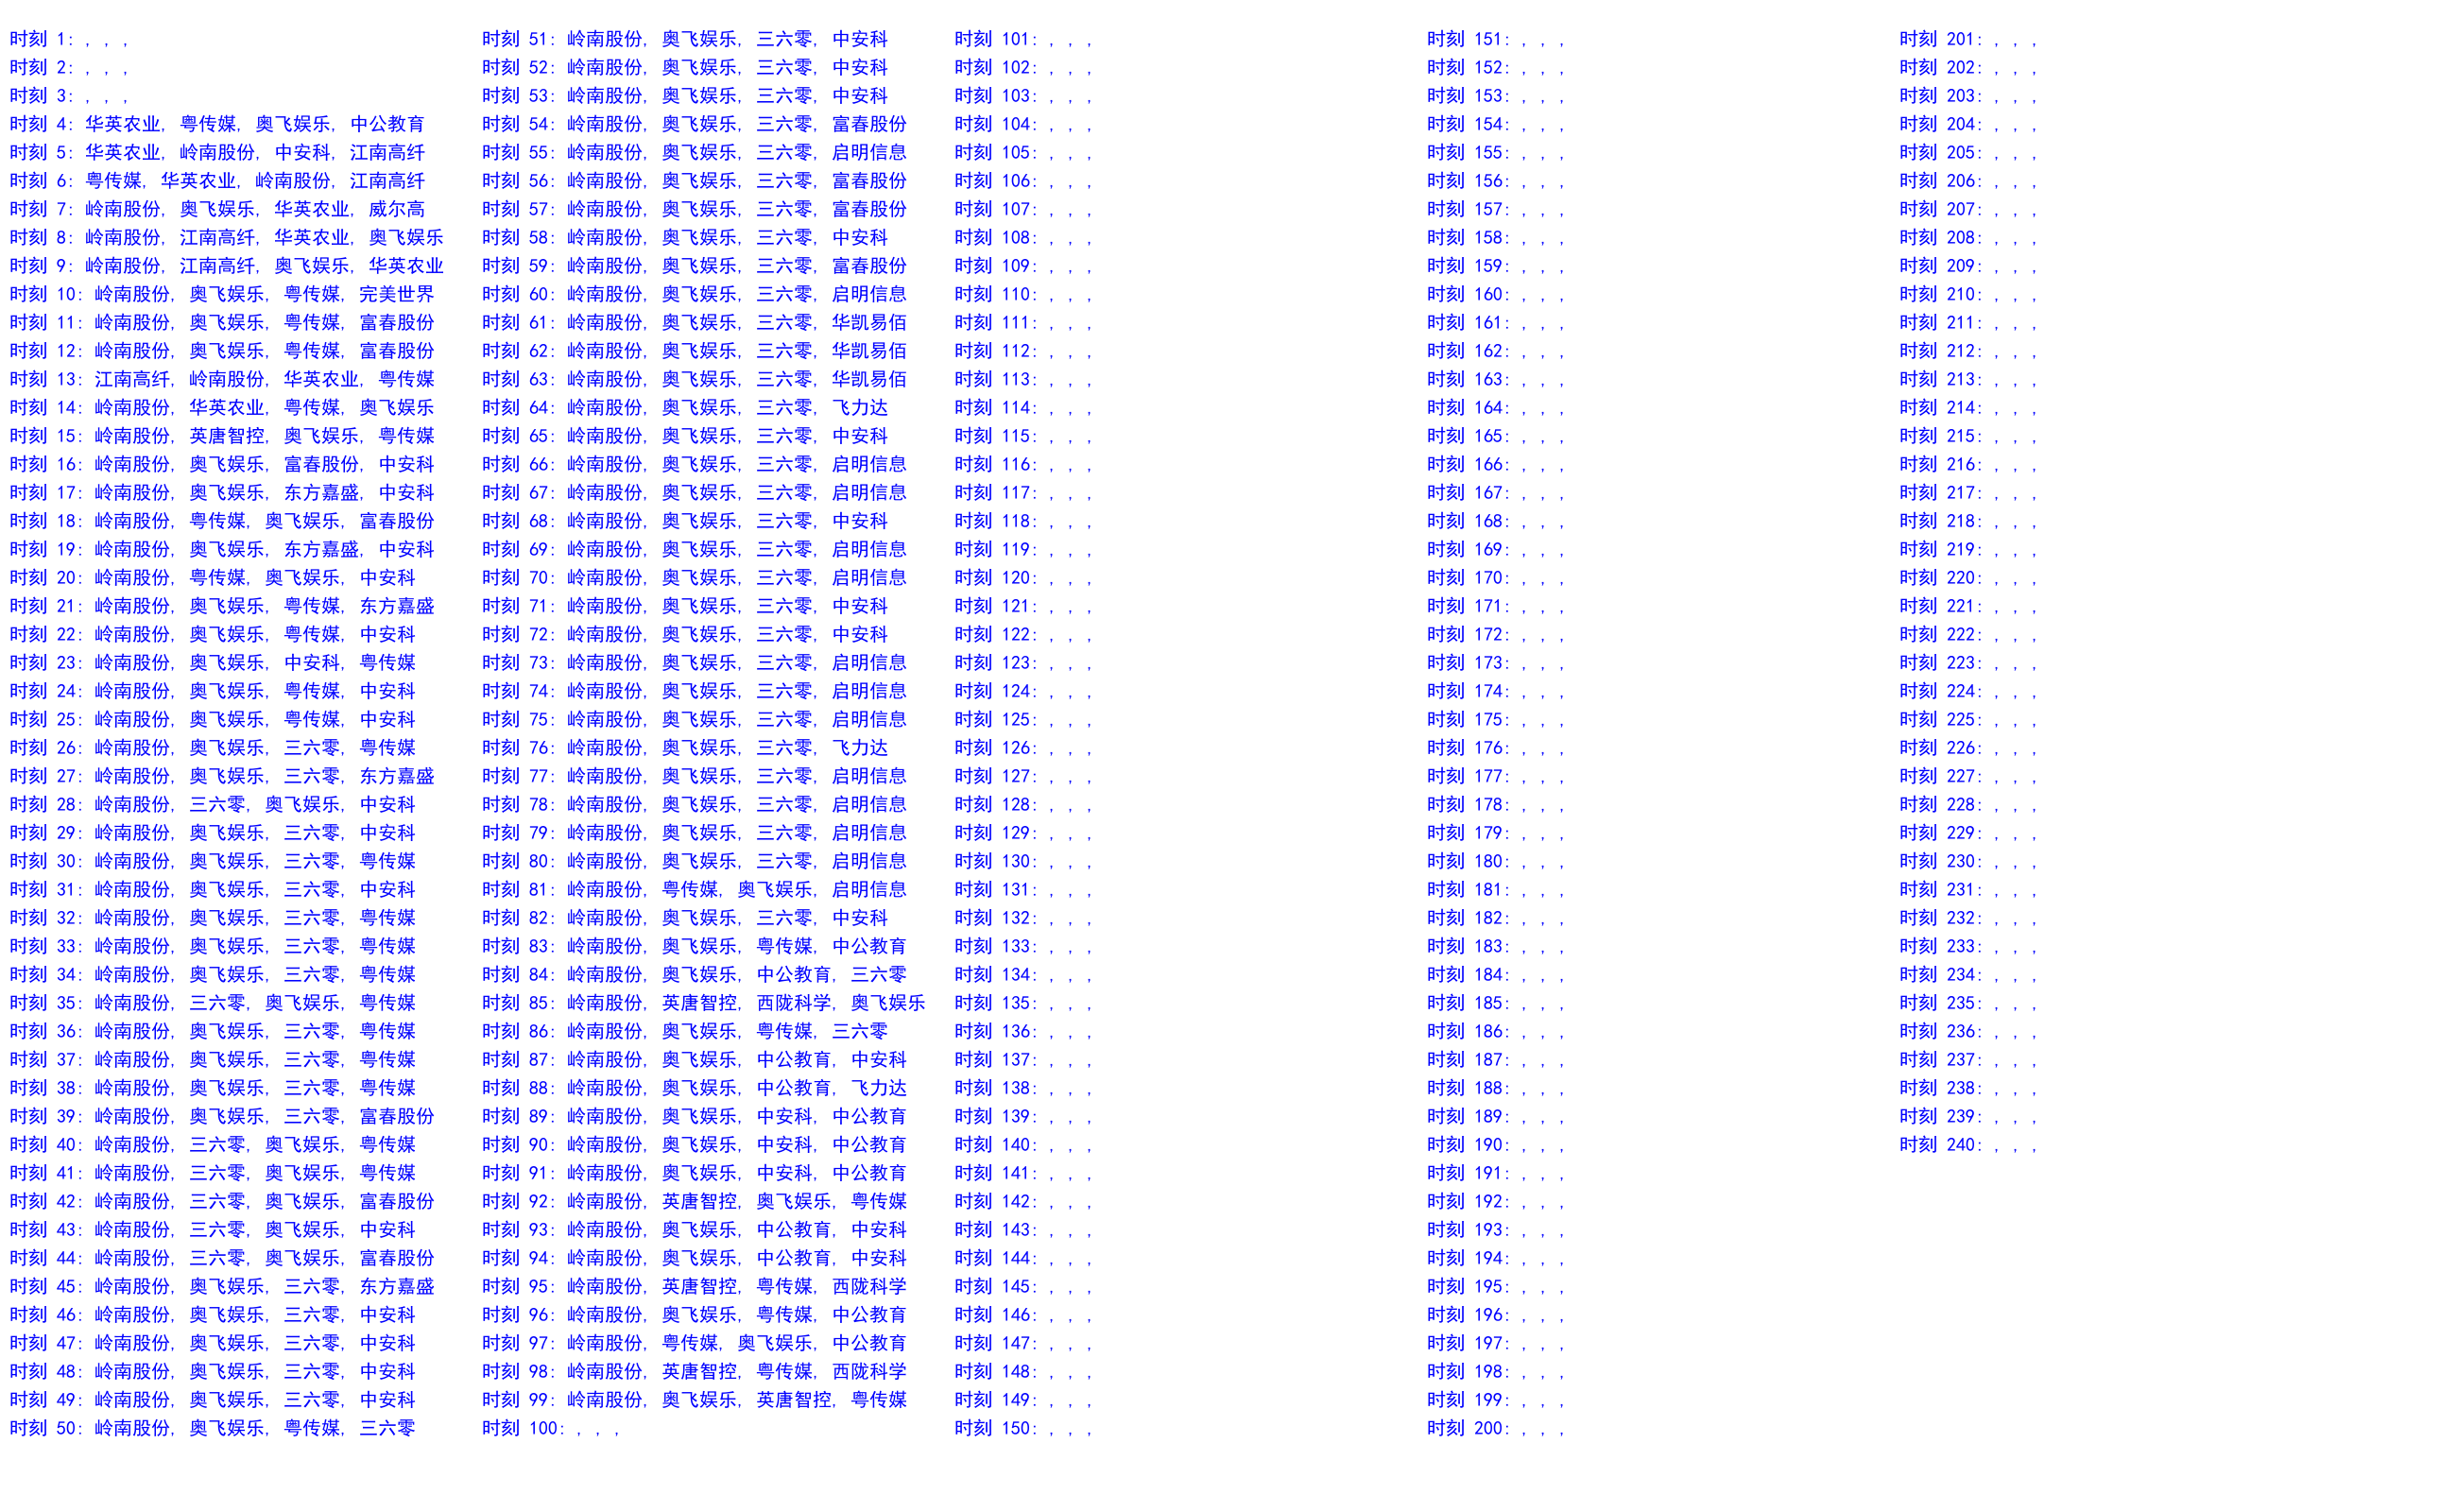 时刻 1: , , ,
时刻 2: , , ,
时刻 3: , , ,
时刻 4: 华英农业, 粤传媒, 奥飞娱乐, 中公教育
时刻 5: 华英农业, 岭南股份, 中安科, 江南高纤
时刻 6: 粤传媒, 华英农业, 岭南股份, 江南高纤
时刻 7: 岭南股份, 奥飞娱乐, 华英农业, 威尔高
时刻 8: 岭南股份, 江南高纤, 华英农业, 奥飞娱乐
时刻 9: 岭南股份, 江南高纤, 奥飞娱乐, 华英农业
时刻 10: 岭南股份, 奥飞娱乐, 粤传媒, 完美世界
时刻 11: 岭南股份, 奥飞娱乐, 粤传媒, 富春股份
时刻 12: 岭南股份, 奥飞娱乐, 粤传媒, 富春股份
时刻 13: 江南高纤, 岭南股份, 华英农业, 粤传媒
时刻 14: 岭南股份, 华英农业, 粤传媒, 奥飞娱乐
时刻 15: 岭南股份, 英唐智控, 奥飞娱乐, 粤传媒
时刻 16: 岭南股份, 奥飞娱乐, 富春股份, 中安科
时刻 17: 岭南股份, 奥飞娱乐, 东方嘉盛, 中安科
时刻 18: 岭南股份, 粤传媒, 奥飞娱乐, 富春股份
时刻 19: 岭南股份, 奥飞娱乐, 东方嘉盛, 中安科
时刻 20: 岭南股份, 粤传媒, 奥飞娱乐, 中安科
时刻 21: 岭南股份, 奥飞娱乐, 粤传媒, 东方嘉盛
时刻 22: 岭南股份, 奥飞娱乐, 粤传媒, 中安科
时刻 23: 岭南股份, 奥飞娱乐, 中安科, 粤传媒
时刻 24: 岭南股份, 奥飞娱乐, 粤传媒, 中安科
时刻 25: 岭南股份, 奥飞娱乐, 粤传媒, 中安科
时刻 26: 岭南股份, 奥飞娱乐, 三六零, 粤传媒
时刻 27: 岭南股份, 奥飞娱乐, 三六零, 东方嘉盛
时刻 28: 岭南股份, 三六零, 奥飞娱乐, 中安科
时刻 29: 岭南股份, 奥飞娱乐, 三六零, 中安科
时刻 30: 岭南股份, 奥飞娱乐, 三六零, 粤传媒
时刻 31: 岭南股份, 奥飞娱乐, 三六零, 中安科
时刻 32: 岭南股份, 奥飞娱乐, 三六零, 粤传媒
时刻 33: 岭南股份, 奥飞娱乐, 三六零, 粤传媒
时刻 34: 岭南股份, 奥飞娱乐, 三六零, 粤传媒
时刻 35: 岭南股份, 三六零, 奥飞娱乐, 粤传媒
时刻 36: 岭南股份, 奥飞娱乐, 三六零, 粤传媒
时刻 37: 岭南股份, 奥飞娱乐, 三六零, 粤传媒
时刻 38: 岭南股份, 奥飞娱乐, 三六零, 粤传媒
时刻 39: 岭南股份, 奥飞娱乐, 三六零, 富春股份
时刻 40: 岭南股份, 三六零, 奥飞娱乐, 粤传媒
时刻 41: 岭南股份, 三六零, 奥飞娱乐, 粤传媒
时刻 42: 岭南股份, 三六零, 奥飞娱乐, 富春股份
时刻 43: 岭南股份, 三六零, 奥飞娱乐, 中安科
时刻 44: 岭南股份, 三六零, 奥飞娱乐, 富春股份
时刻 45: 岭南股份, 奥飞娱乐, 三六零, 东方嘉盛
时刻 46: 岭南股份, 奥飞娱乐, 三六零, 中安科
时刻 47: 岭南股份, 奥飞娱乐, 三六零, 中安科
时刻 48: 岭南股份, 奥飞娱乐, 三六零, 中安科
时刻 49: 岭南股份, 奥飞娱乐, 三六零, 中安科
时刻 50: 岭南股份, 奥飞娱乐, 粤传媒, 三六零
时刻 51: 岭南股份, 奥飞娱乐, 三六零, 中安科
时刻 52: 岭南股份, 奥飞娱乐, 三六零, 中安科
时刻 53: 岭南股份, 奥飞娱乐, 三六零, 中安科
时刻 54: 岭南股份, 奥飞娱乐, 三六零, 富春股份
时刻 55: 岭南股份, 奥飞娱乐, 三六零, 启明信息
时刻 56: 岭南股份, 奥飞娱乐, 三六零, 富春股份
时刻 57: 岭南股份, 奥飞娱乐, 三六零, 富春股份
时刻 58: 岭南股份, 奥飞娱乐, 三六零, 中安科
时刻 59: 岭南股份, 奥飞娱乐, 三六零, 富春股份
时刻 60: 岭南股份, 奥飞娱乐, 三六零, 启明信息
时刻 61: 岭南股份, 奥飞娱乐, 三六零, 华凯易佰
时刻 62: 岭南股份, 奥飞娱乐, 三六零, 华凯易佰
时刻 63: 岭南股份, 奥飞娱乐, 三六零, 华凯易佰
时刻 64: 岭南股份, 奥飞娱乐, 三六零, 飞力达
时刻 65: 岭南股份, 奥飞娱乐, 三六零, 中安科
时刻 66: 岭南股份, 奥飞娱乐, 三六零, 启明信息
时刻 67: 岭南股份, 奥飞娱乐, 三六零, 启明信息
时刻 68: 岭南股份, 奥飞娱乐, 三六零, 中安科
时刻 69: 岭南股份, 奥飞娱乐, 三六零, 启明信息
时刻 70: 岭南股份, 奥飞娱乐, 三六零, 启明信息
时刻 71: 岭南股份, 奥飞娱乐, 三六零, 中安科
时刻 72: 岭南股份, 奥飞娱乐, 三六零, 中安科
时刻 73: 岭南股份, 奥飞娱乐, 三六零, 启明信息
时刻 74: 岭南股份, 奥飞娱乐, 三六零, 启明信息
时刻 75: 岭南股份, 奥飞娱乐, 三六零, 启明信息
时刻 76: 岭南股份, 奥飞娱乐, 三六零, 飞力达
时刻 77: 岭南股份, 奥飞娱乐, 三六零, 启明信息
时刻 78: 岭南股份, 奥飞娱乐, 三六零, 启明信息
时刻 79: 岭南股份, 奥飞娱乐, 三六零, 启明信息
时刻 80: 岭南股份, 奥飞娱乐, 三六零, 启明信息
时刻 81: 岭南股份, 粤传媒, 奥飞娱乐, 启明信息
时刻 82: 岭南股份, 奥飞娱乐, 三六零, 中安科
时刻 83: 岭南股份, 奥飞娱乐, 粤传媒, 中公教育
时刻 84: 岭南股份, 奥飞娱乐, 中公教育, 三六零
时刻 85: 岭南股份, 英唐智控, 西陇科学, 奥飞娱乐
时刻 86: 岭南股份, 奥飞娱乐, 粤传媒, 三六零
时刻 87: 岭南股份, 奥飞娱乐, 中公教育, 中安科
时刻 88: 岭南股份, 奥飞娱乐, 中公教育, 飞力达
时刻 89: 岭南股份, 奥飞娱乐, 中安科, 中公教育
时刻 90: 岭南股份, 奥飞娱乐, 中安科, 中公教育
时刻 91: 岭南股份, 奥飞娱乐, 中安科, 中公教育
时刻 92: 岭南股份, 英唐智控, 奥飞娱乐, 粤传媒
时刻 93: 岭南股份, 奥飞娱乐, 中公教育, 中安科
时刻 94: 岭南股份, 奥飞娱乐, 中公教育, 中安科
时刻 95: 岭南股份, 英唐智控, 粤传媒, 西陇科学
时刻 96: 岭南股份, 奥飞娱乐, 粤传媒, 中公教育
时刻 97: 岭南股份, 粤传媒, 奥飞娱乐, 中公教育
时刻 98: 岭南股份, 英唐智控, 粤传媒, 西陇科学
时刻 99: 岭南股份, 奥飞娱乐, 英唐智控, 粤传媒
时刻 100: , , ,
时刻 101: , , ,
时刻 102: , , ,
时刻 103: , , ,
时刻 104: , , ,
时刻 105: , , ,
时刻 106: , , ,
时刻 107: , , ,
时刻 108: , , ,
时刻 109: , , ,
时刻 110: , , ,
时刻 111: , , ,
时刻 112: , , ,
时刻 113: , , ,
时刻 114: , , ,
时刻 115: , , ,
时刻 116: , , ,
时刻 117: , , ,
时刻 118: , , ,
时刻 119: , , ,
时刻 120: , , ,
时刻 121: , , ,
时刻 122: , , ,
时刻 123: , , ,
时刻 124: , , ,
时刻 125: , , ,
时刻 126: , , ,
时刻 127: , , ,
时刻 128: , , ,
时刻 129: , , ,
时刻 130: , , ,
时刻 131: , , ,
时刻 132: , , ,
时刻 133: , , ,
时刻 134: , , ,
时刻 135: , , ,
时刻 136: , , ,
时刻 137: , , ,
时刻 138: , , ,
时刻 139: , , ,
时刻 140: , , ,
时刻 141: , , ,
时刻 142: , , ,
时刻 143: , , ,
时刻 144: , , ,
时刻 145: , , ,
时刻 146: , , ,
时刻 147: , , ,
时刻 148: , , ,
时刻 149: , , ,
时刻 150: , , ,
时刻 151: , , ,
时刻 152: , , ,
时刻 153: , , ,
时刻 154: , , ,
时刻 155: , , ,
时刻 156: , , ,
时刻 157: , , ,
时刻 158: , , ,
时刻 159: , , ,
时刻 160: , , ,
时刻 161: , , ,
时刻 162: , , ,
时刻 163: , , ,
时刻 164: , , ,
时刻 165: , , ,
时刻 166: , , ,
时刻 167: , , ,
时刻 168: , , ,
时刻 169: , , ,
时刻 170: , , ,
时刻 171: , , ,
时刻 172: , , ,
时刻 173: , , ,
时刻 174: , , ,
时刻 175: , , ,
时刻 176: , , ,
时刻 177: , , ,
时刻 178: , , ,
时刻 179: , , ,
时刻 180: , , ,
时刻 181: , , ,
时刻 182: , , ,
时刻 183: , , ,
时刻 184: , , ,
时刻 185: , , ,
时刻 186: , , ,
时刻 187: , , ,
时刻 188: , , ,
时刻 189: , , ,
时刻 190: , , ,
时刻 191: , , ,
时刻 192: , , ,
时刻 193: , , ,
时刻 194: , , ,
时刻 195: , , ,
时刻 196: , , ,
时刻 197: , , ,
时刻 198: , , ,
时刻 199: , , ,
时刻 200: , , ,
时刻 201: , , ,
时刻 202: , , ,
时刻 203: , , ,
时刻 204: , , ,
时刻 205: , , ,
时刻 206: , , ,
时刻 207: , , ,
时刻 208: , , ,
时刻 209: , , ,
时刻 210: , , ,
时刻 211: , , ,
时刻 212: , , ,
时刻 213: , , ,
时刻 214: , , ,
时刻 215: , , ,
时刻 216: , , ,
时刻 217: , , ,
时刻 218: , , ,
时刻 219: , , ,
时刻 220: , , ,
时刻 221: , , ,
时刻 222: , , ,
时刻 223: , , ,
时刻 224: , , ,
时刻 225: , , ,
时刻 226: , , ,
时刻 227: , , ,
时刻 228: , , ,
时刻 229: , , ,
时刻 230: , , ,
时刻 231: , , ,
时刻 232: , , ,
时刻 233: , , ,
时刻 234: , , ,
时刻 235: , , ,
时刻 236: , , ,
时刻 237: , , ,
时刻 238: , , ,
时刻 239: , , ,
时刻 240: , , ,